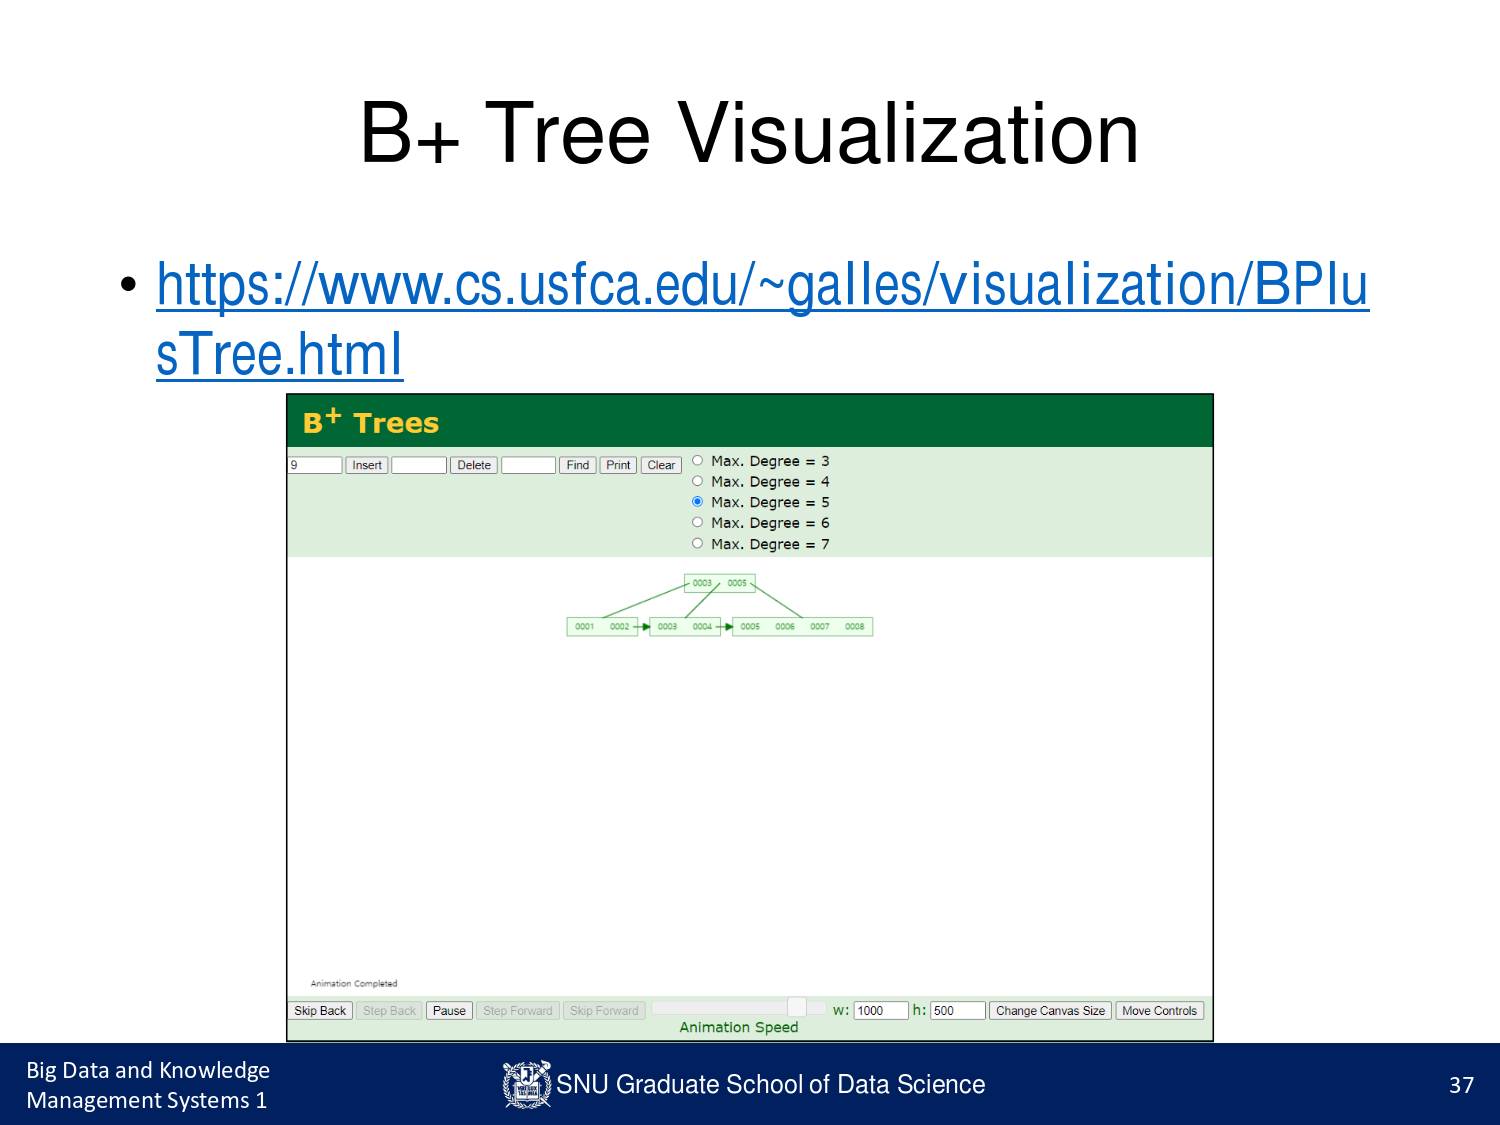 B+ Tree Visualization
• https://www.cs.usfca.edu/~galles/visualization/BPlu
sTree.html
B+ Trees
9 Insert Delete Find Print Clear
Max. Degree = 3
Max. Degree = 4
Max. Degree = 5
Max. Degree = 6
Max. Degree = 7
0003 0005
0001 0002 0003 0004 0005 0006 0007 0008
Animation Completed
Skip Back Step Back Pause Step Forward Skip Forward w: 1000 h: 500 Change Canvas Size Move Controls
Animation Speed
Big Data and Knowledge
Management Systems 1
SNU Graduate School of Data Science
37